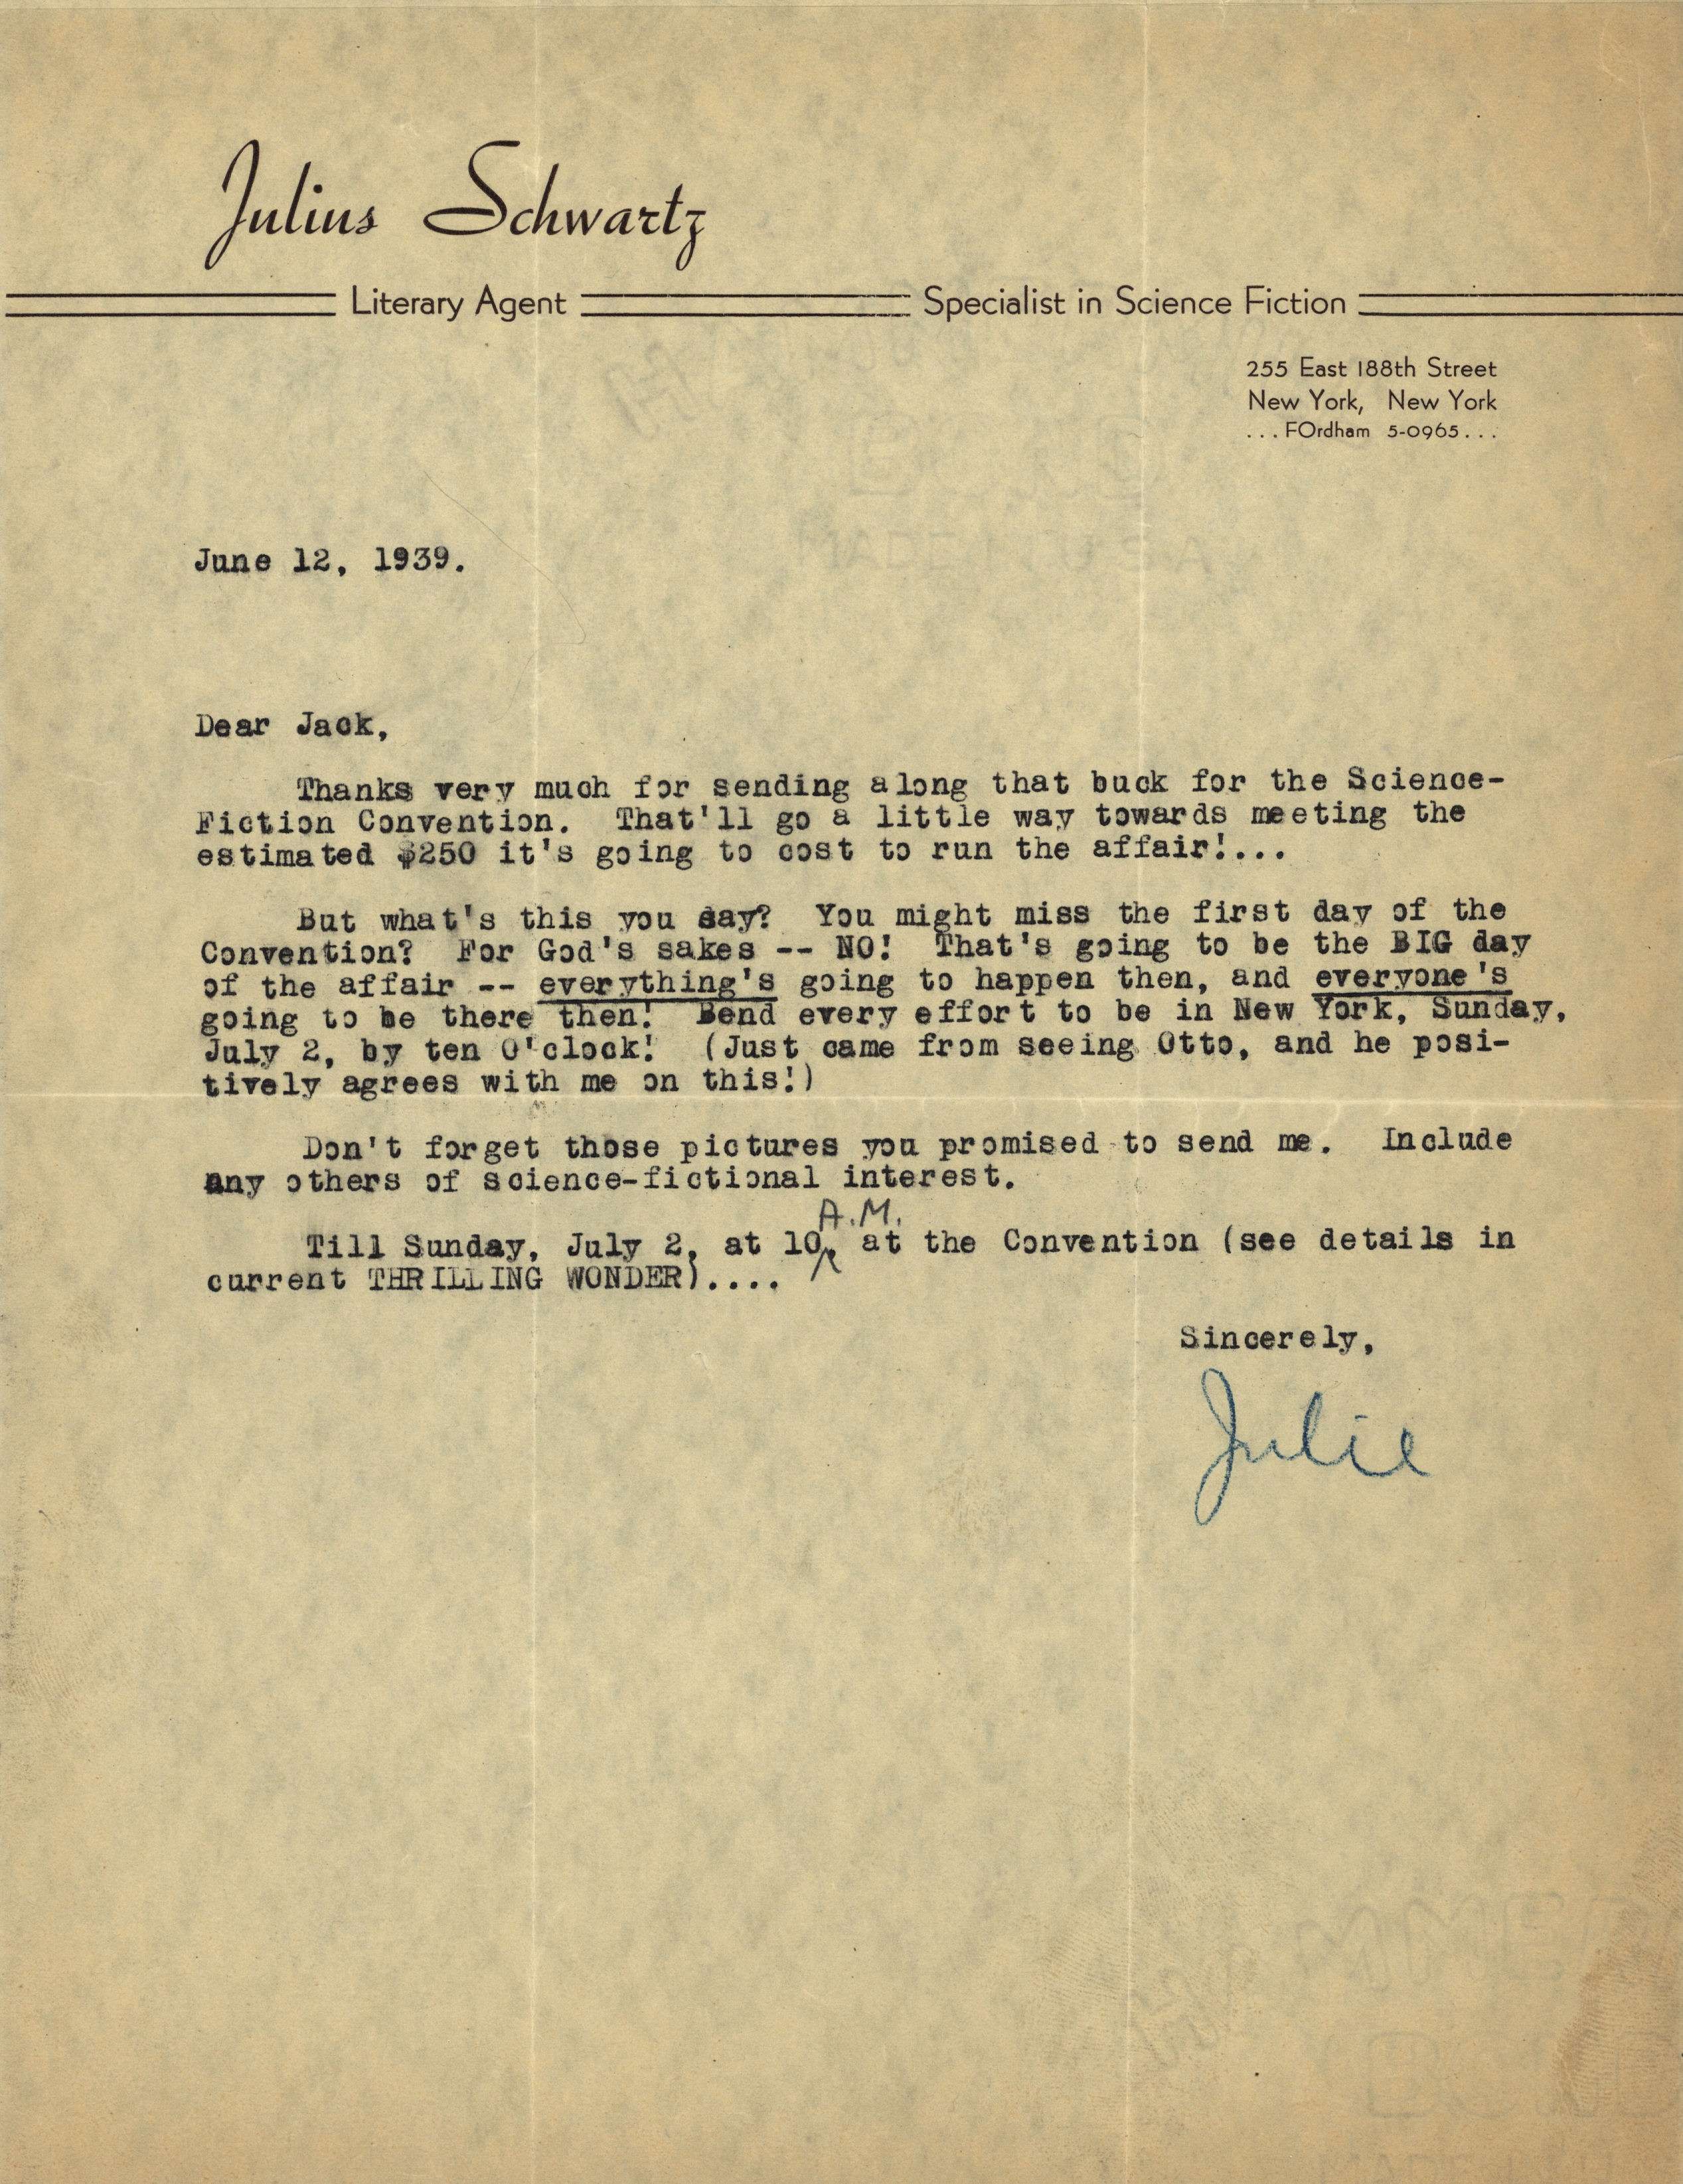 Julius Schwartz
Literary Agent Specialist in Science Fiction
255 East 188th Street
New York, New York
...FOrdham 5-0965...
June 12, 1939.
Dear Jack,
Thanks very much for sending along that buck for the Science-
Fiction Convention. That'll go a little way towards meeting the
estimated $250 it's going to cost to run the affair!...
But what's this you say? You might miss the first day of the
Convention? For God's sakes -- NO! That's going to be the BIG day
of the affair -- everything's going to happen then, and everyone's
going to be there then! Bend every effort to be in New York, Sunday,
July 2, by ten O'clock! (Just came from seeing Otto, and he posi-
tively agrees with me on this!)
Don't forget those pictures you promised to send me. Include
any others of science-fictional interest.
A.M.
Till Sunday, July 2, at 10, at the Convention (see details in
current THRILLING WONDER)....
Sincerely,
Julie